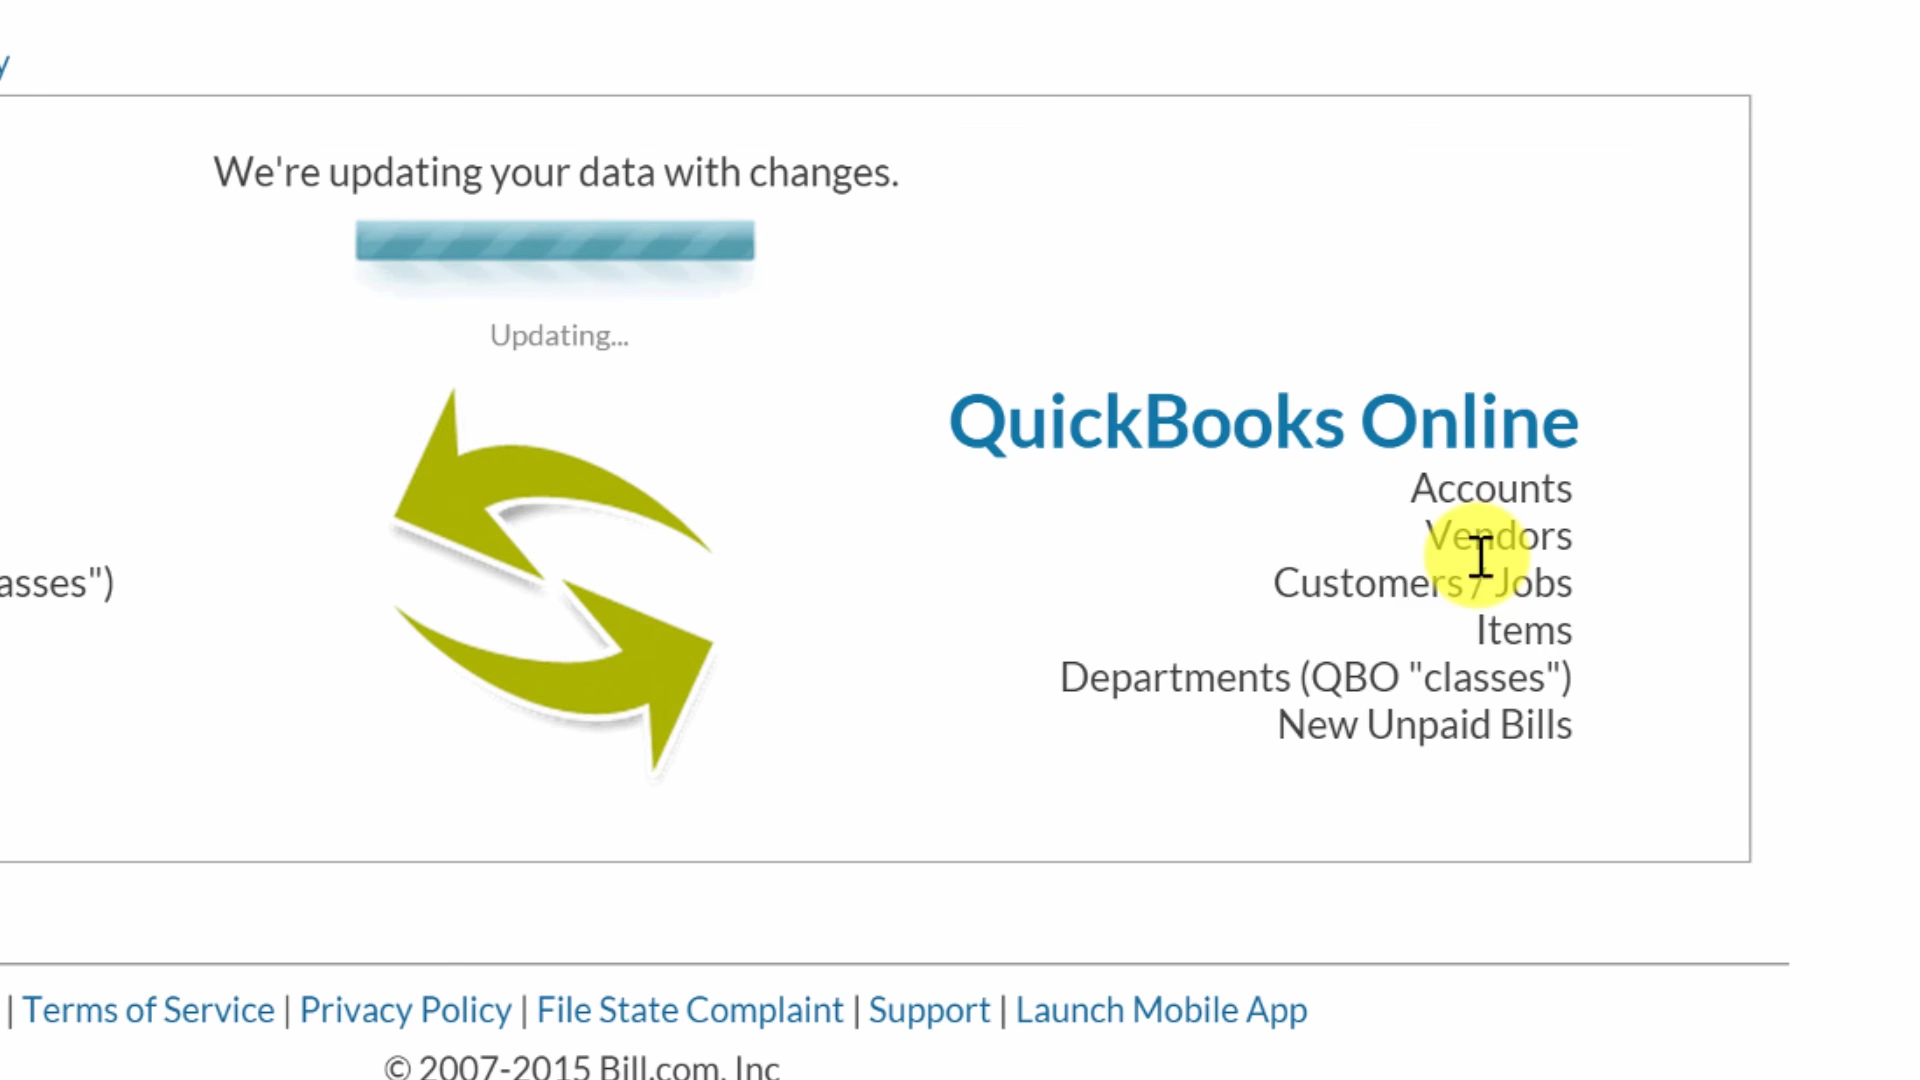 y
We're updating your data with changes.
Updating...
QuickBooks Online
Accounts
Vendors
Customers / Jobs
Items
asses")
Departments (QBO "classes")
New Unpaid Bills
| Terms of Service | Privacy Policy | File State Complaint | Support | Launch Mobile App
© 2007-2015 Bill.com, Inc